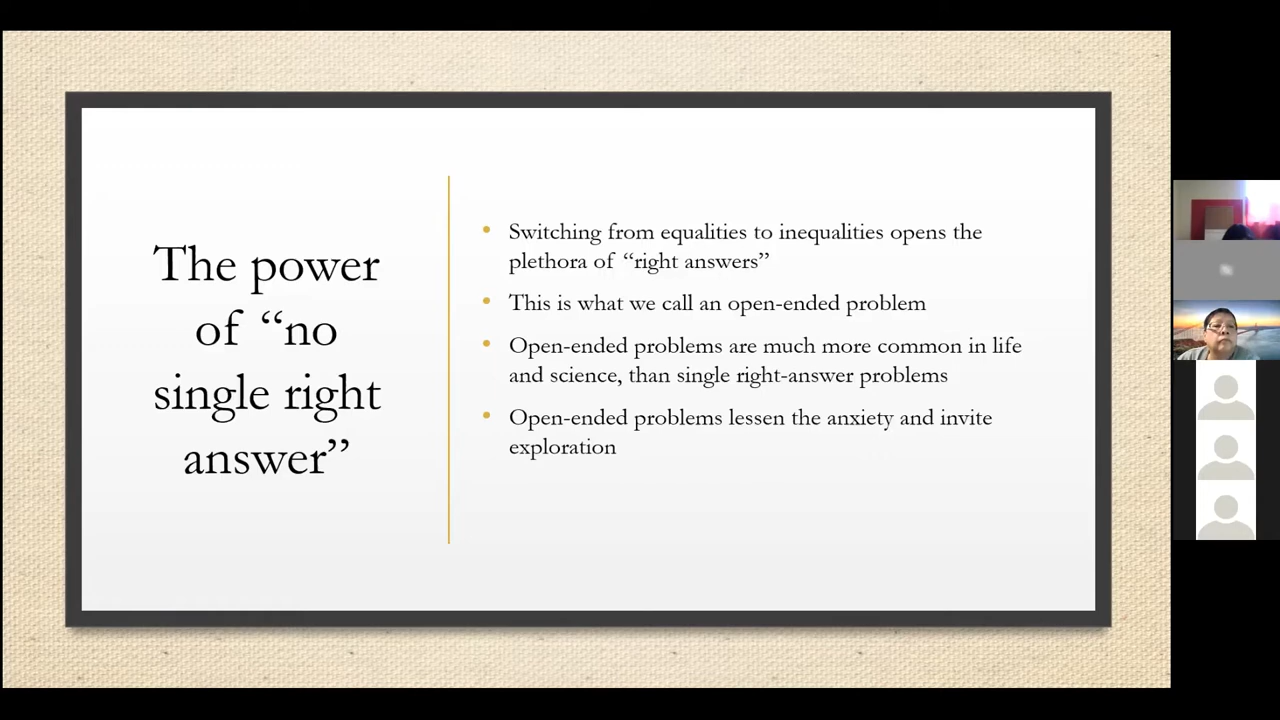 The power
of “no
single right
answer”
• Switching from equalities to inequalities opens the
plethora of “right answers”
• This is what we call an open-ended problem
• Open-ended problems are much more common in life
and science, than single right-answer problems
• Open-ended problems lessen the anxiety and invite
exploration